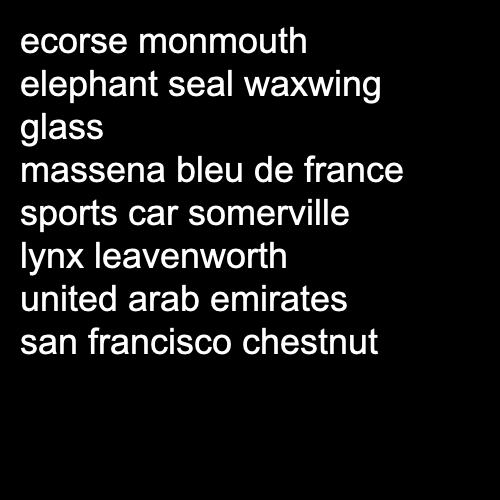 ecorse monmouth
elephant seal waxwing
glass
massena bleu de france
sports car somerville
lynx leavenworth
united arab emirates
san francisco chestnut